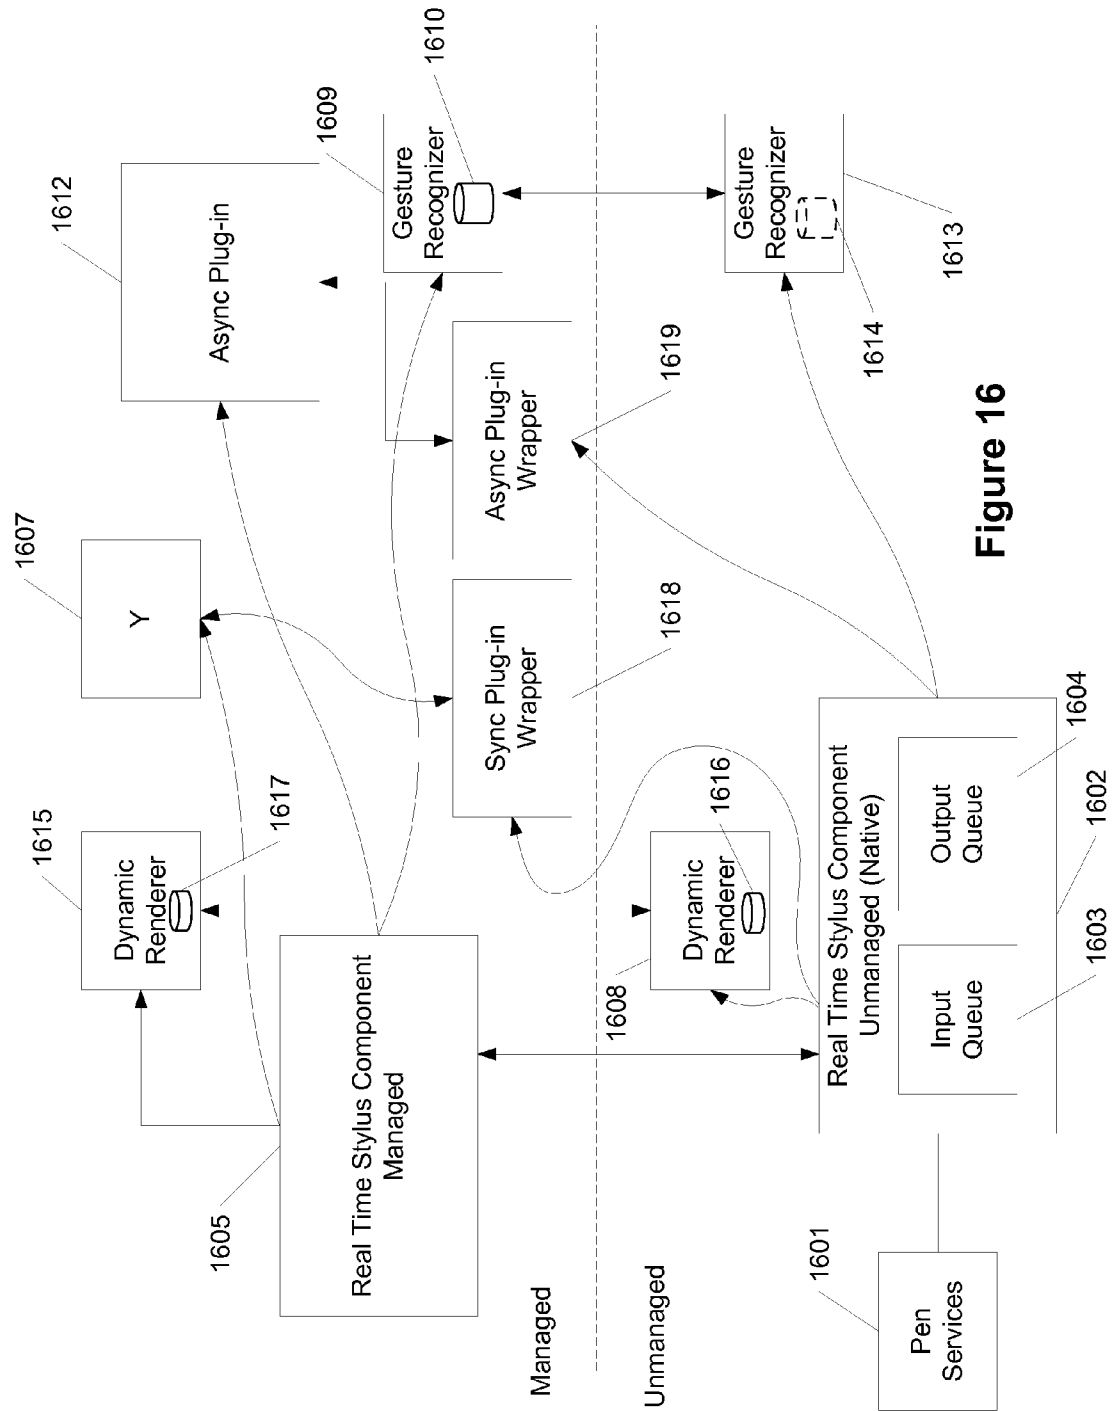 1612
Async Plug-in
1607
Y
1615
Dynamic
Renderer
1617
1609
Gesture
Recognizer
1610
1605
Real Time Stylus Component
Managed
Sync Plug-in
Wrapper
1618
Async Plug-in
Wrapper
1619
Managed
Unmanaged
1608
Dynamic
Renderer
1616
Gesture
Recognizer
1614
1613
Real Time Stylus Component
Unmanaged (Native)
Input
Queue
1603
Output
Queue
1604
1602
1601
Pen
Services
Figure 16